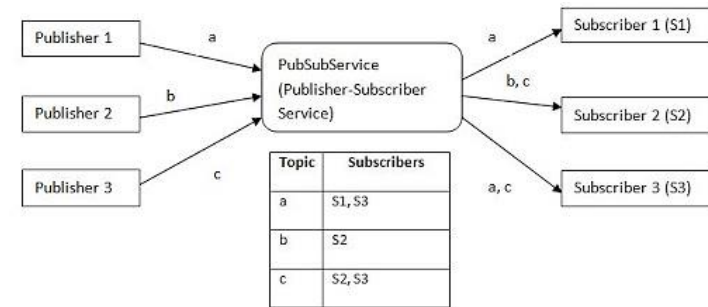 Publisher 1
a
Publisher 2
b
Publisher 3
c
PubSubService
(Publisher-Subscriber
Service)
a
Subscriber 1 (S1)
b, c
Subscriber 2 (S2)
a, c
Subscriber 3 (S3)
Topic Subscribers
a S1, S3
b S2
c S2, S3